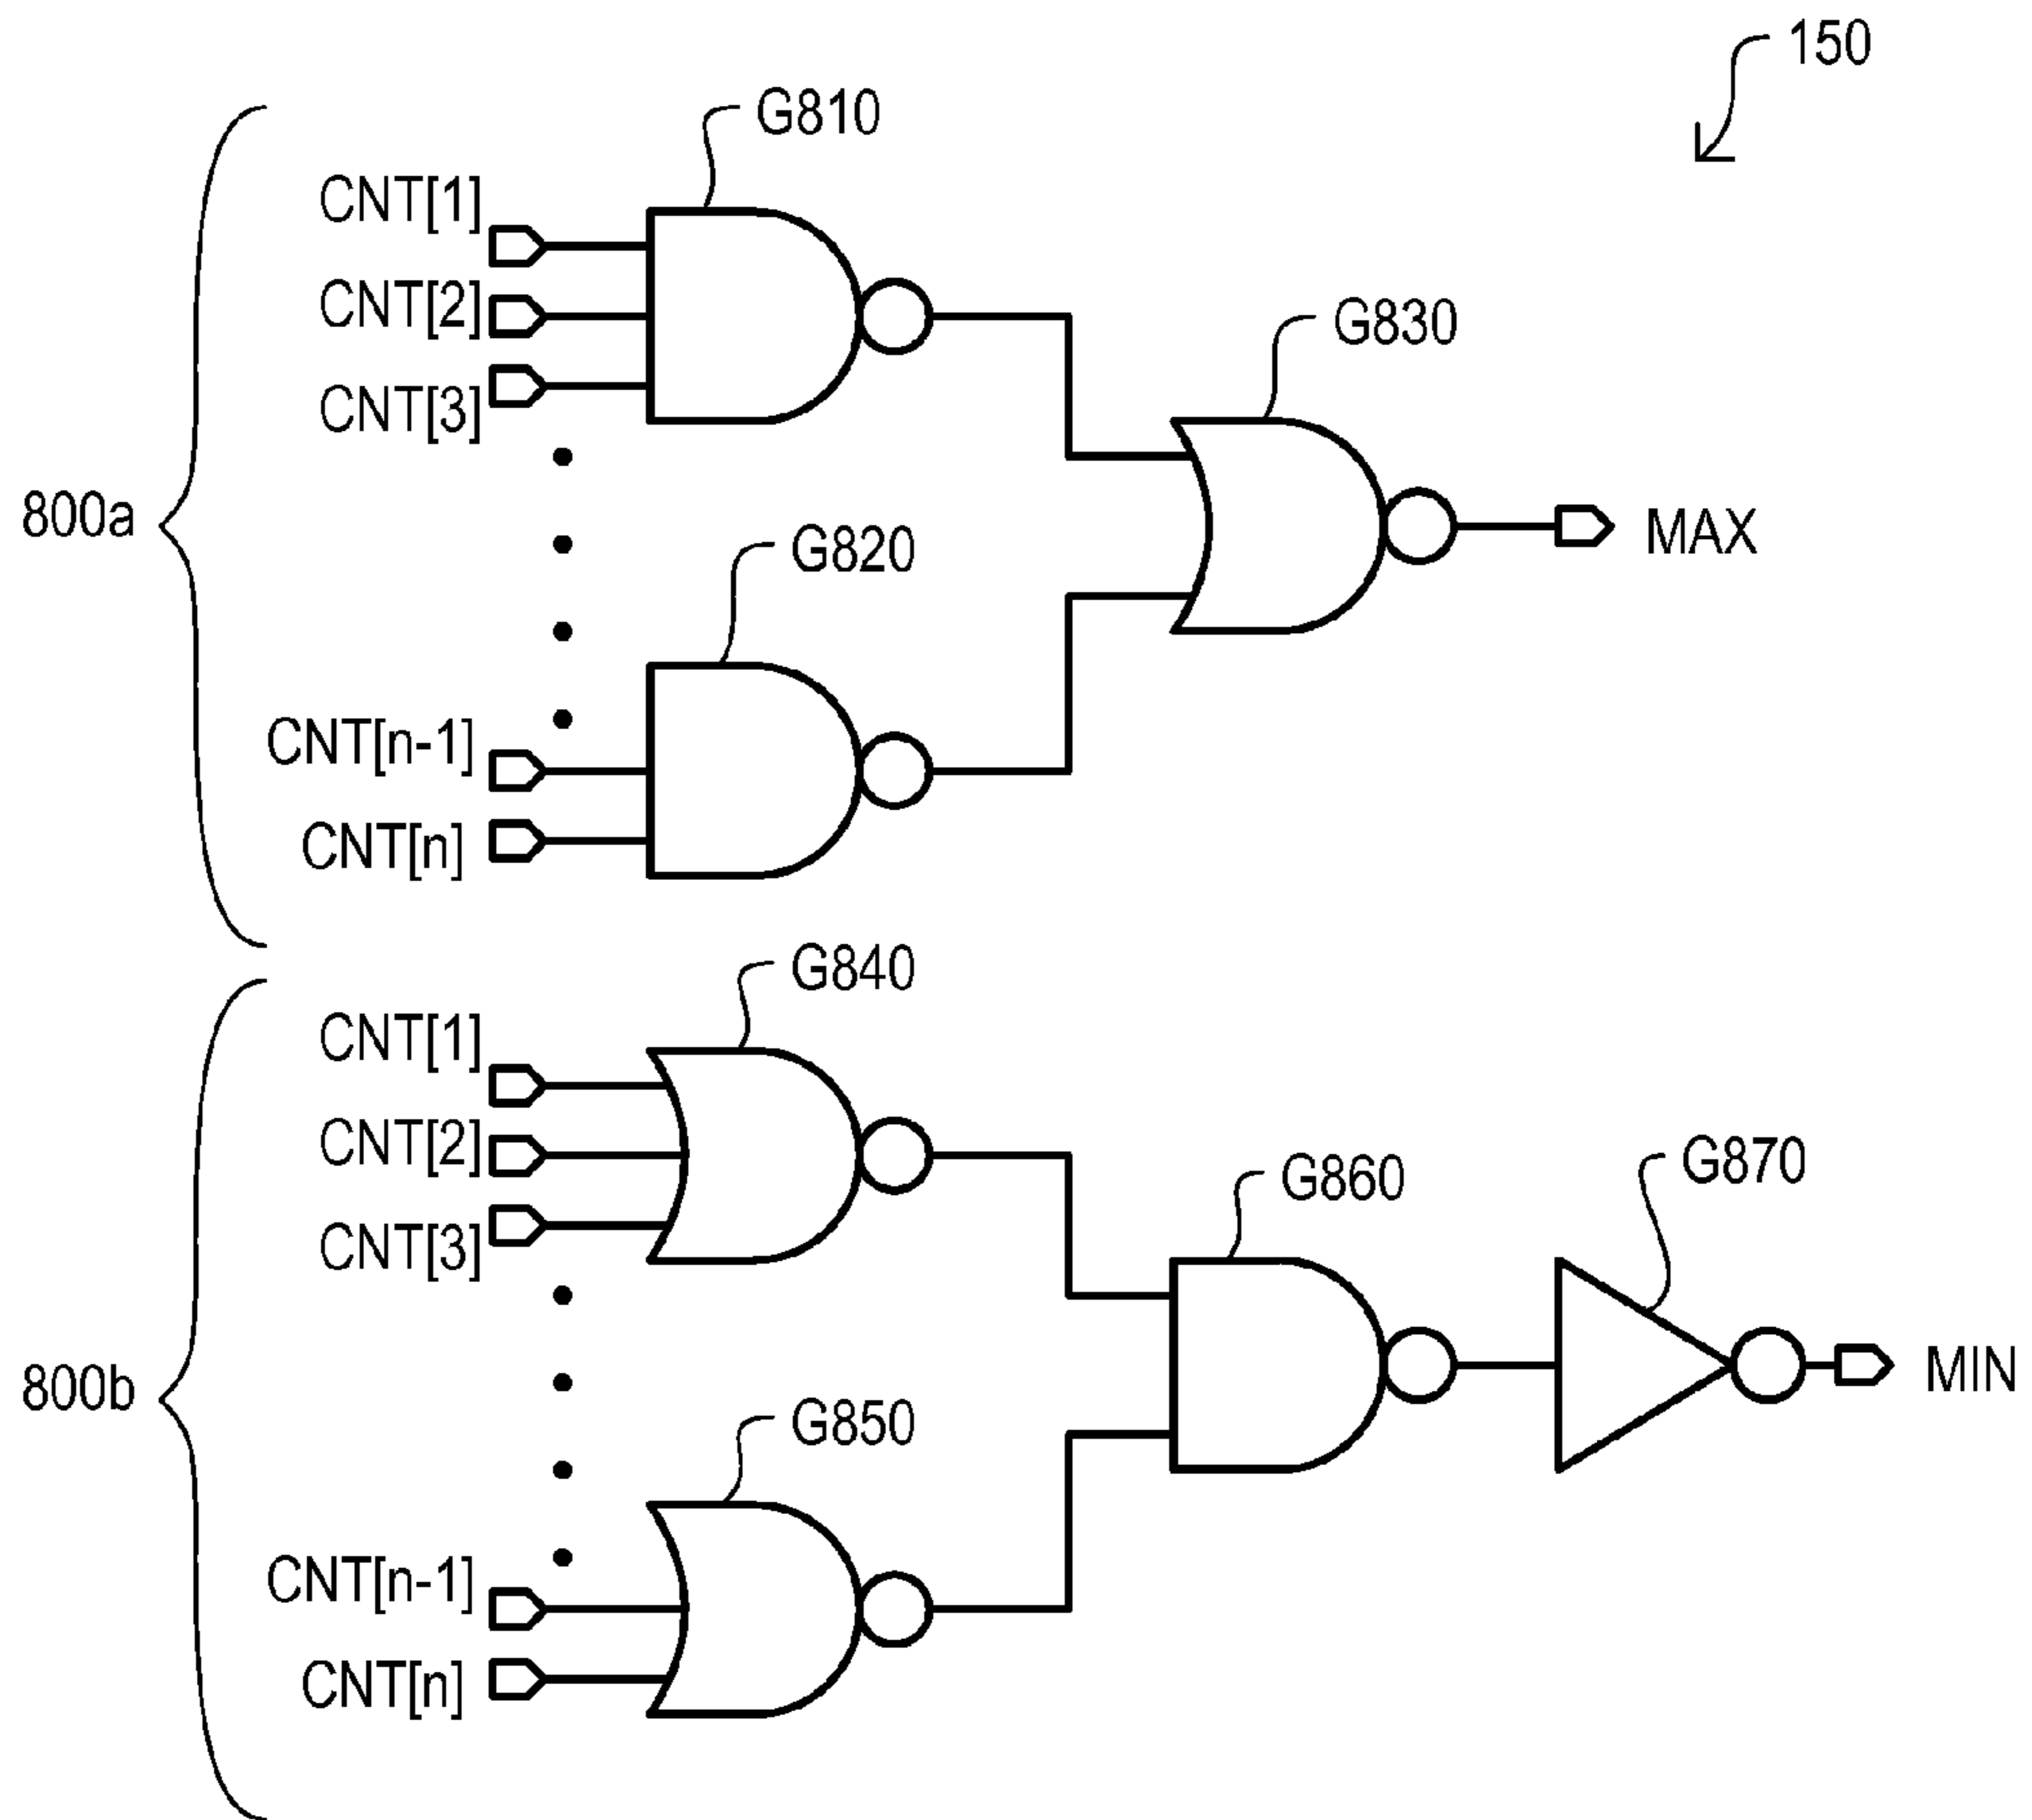 150
G810
CNT[1]
CNT[2]
CNT[3]
G830
800a
MAX
G820
CNT[n-1]
CNT[n]
G840
CNT[1]
CNT[2]
CNT[3]
G860
G870
800b
MIN
G850
CNT[n-1]
CNT[n]